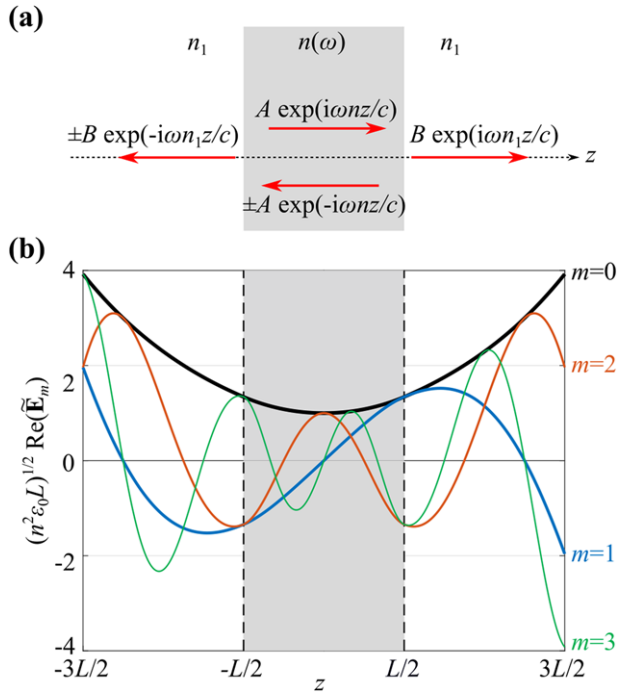 (a)
n₁ n(ω) n₁
±B exp(-iωn₁z/c) A exp(iωnz/c) B exp(iωn₁z/c)
z
±A exp(-iωnz/c)
(b)
4 m=0
2 m=2
0
-2 m=1
-4 m=3
(n²ε₀L)^{1/2} Re(Ẽ_m)
-3L/2 -L/2 L/2 3L/2
z